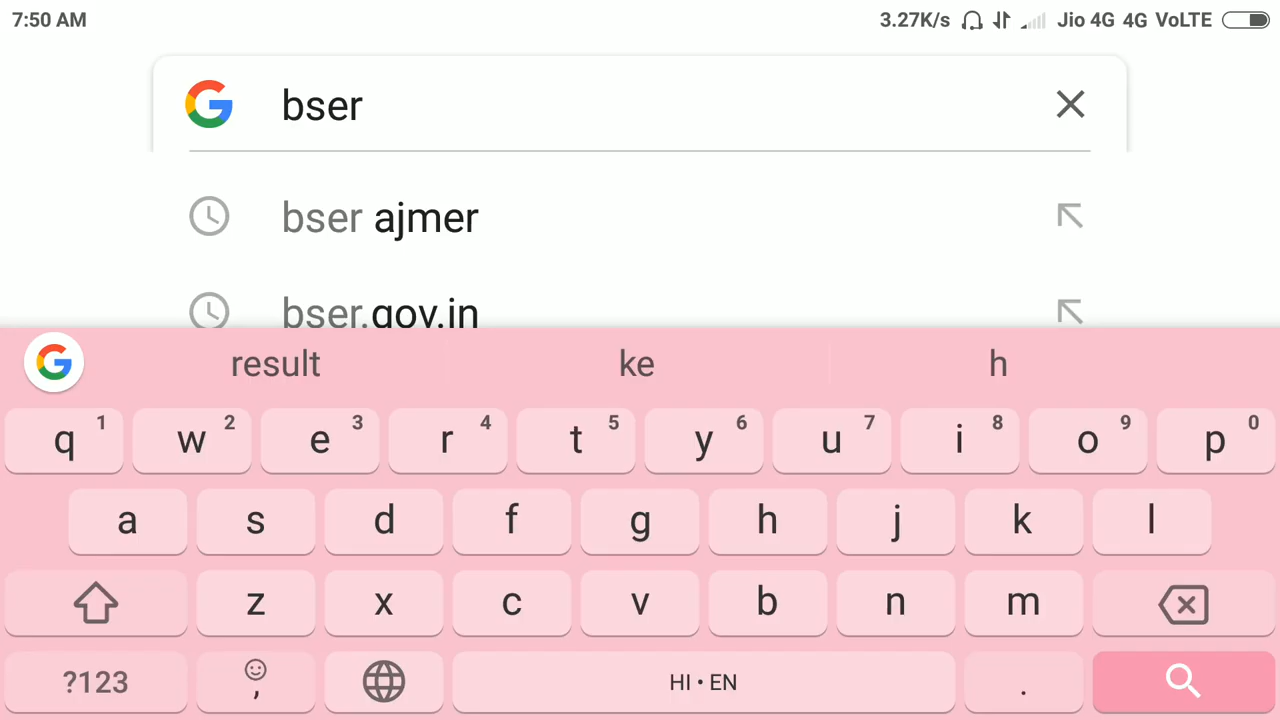 7:50 AM 3.27K/s Jio 4G 4G VoLTE
bser
bser ajmer
bser.gov.in
result ke h
q 1 w 2 e 3 r 4 t 5 y 6 u 7 i 8 o 9 p 0
a s d f g h j k l
z x c v b n m
?123 , HI • EN .